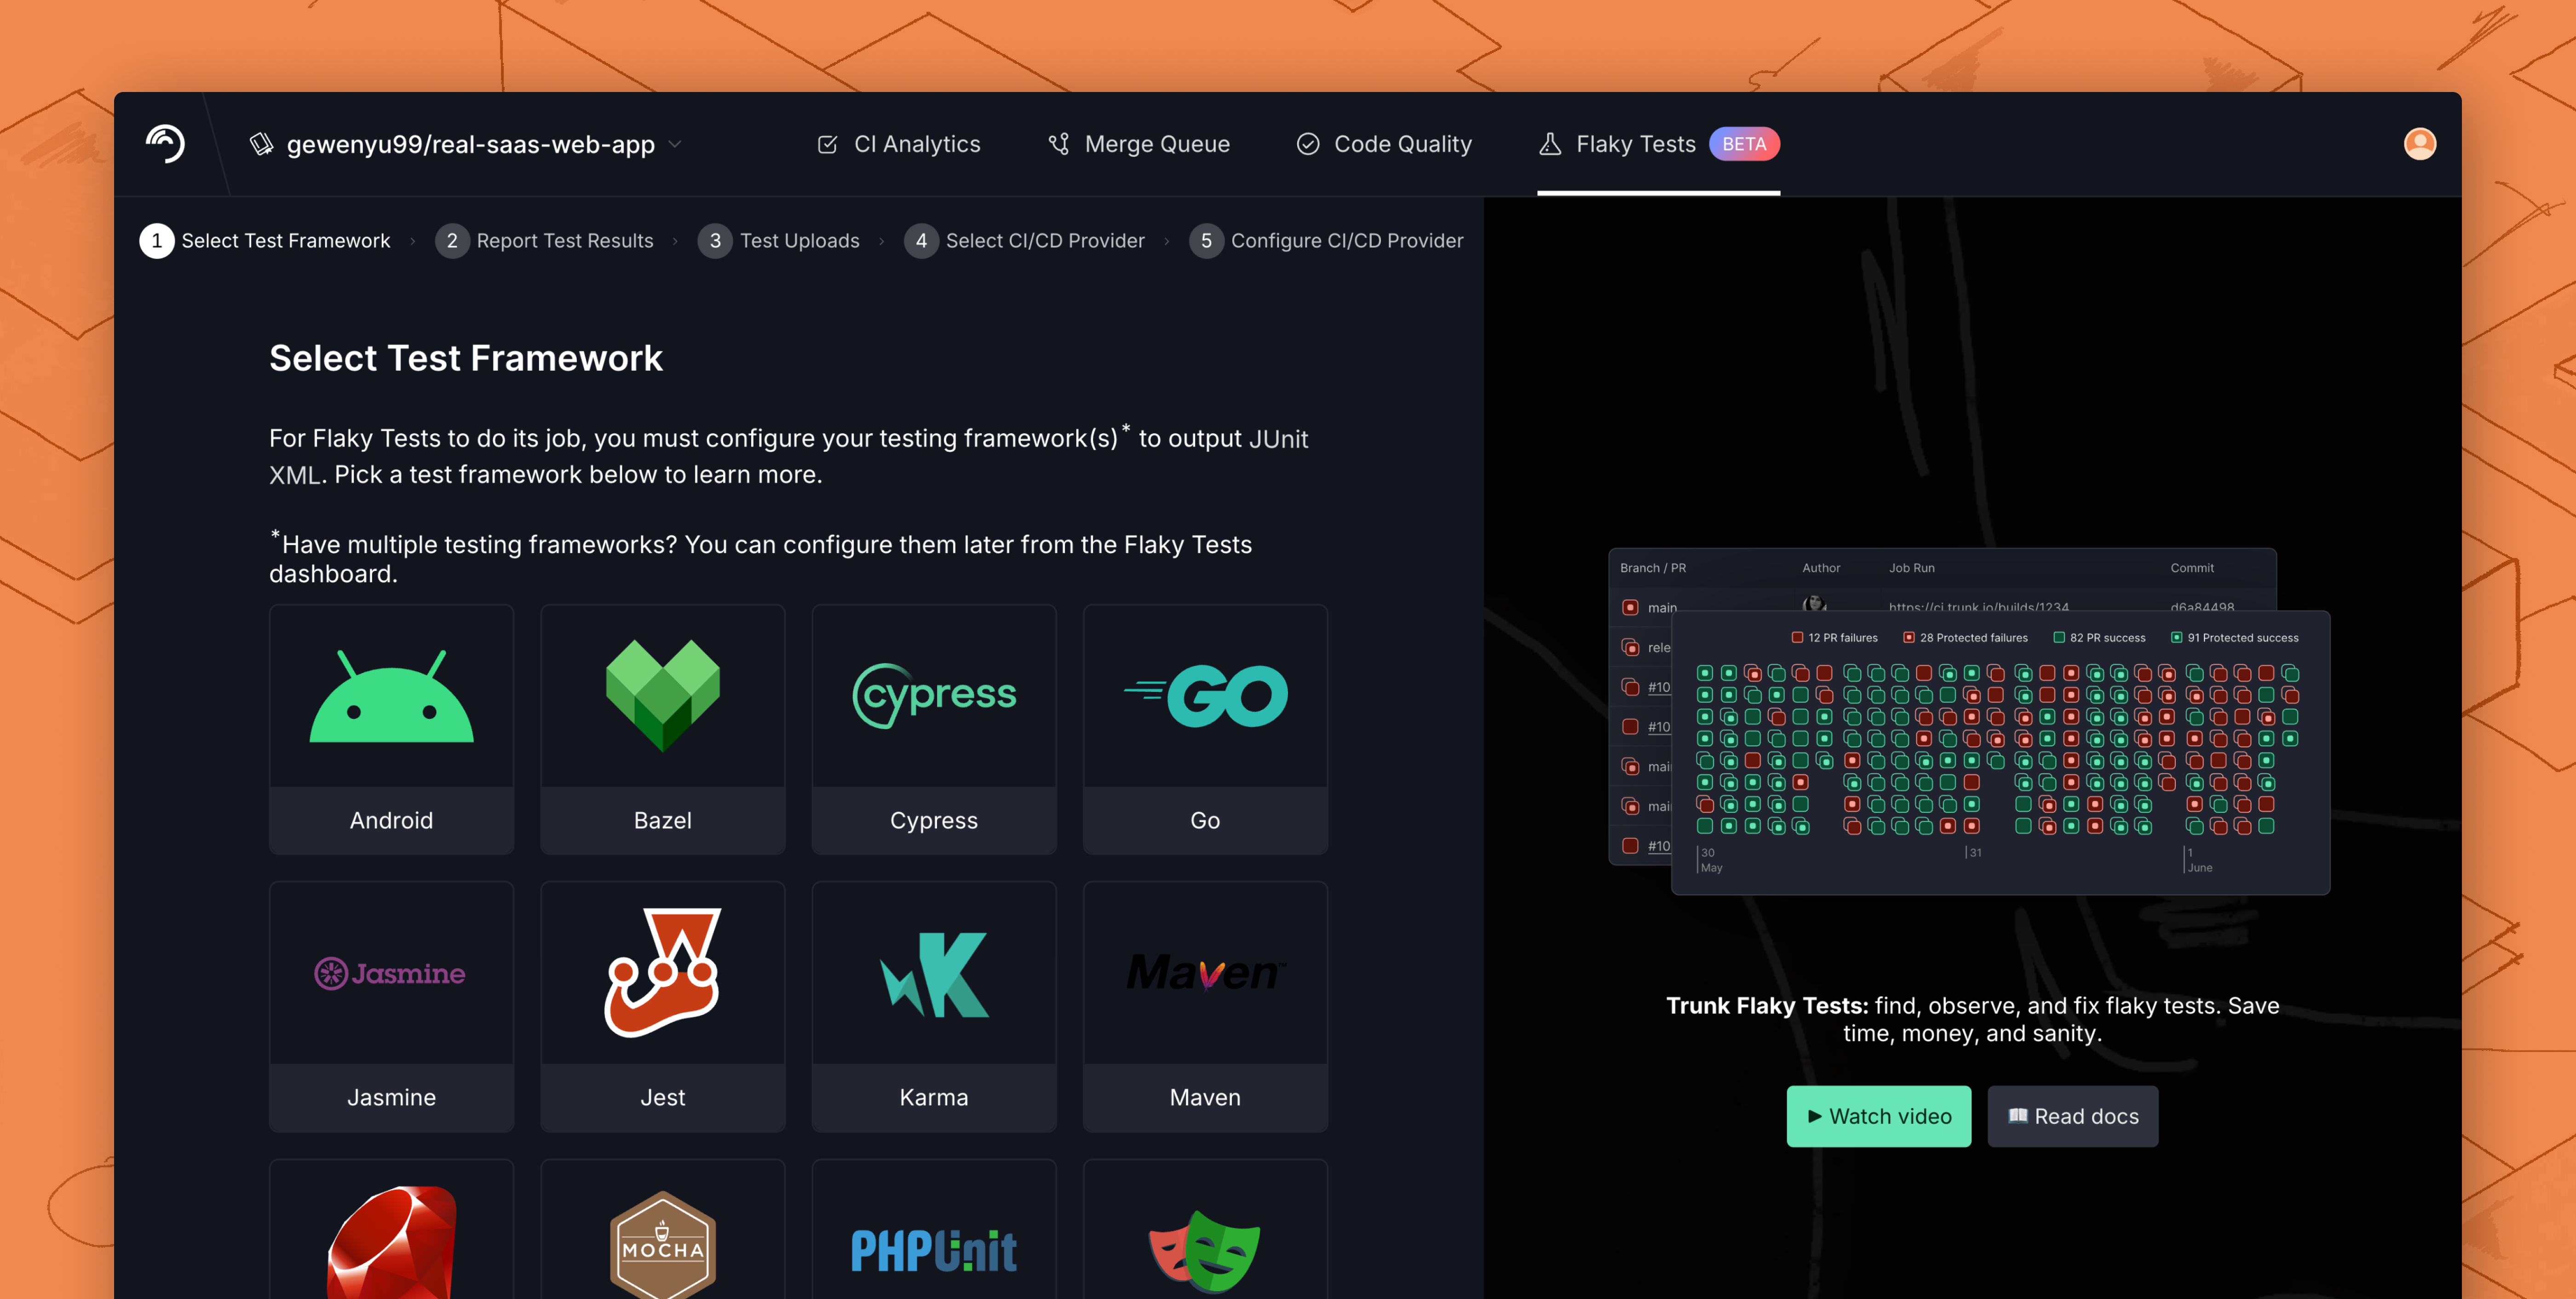 gewenyu99/real-saas-web-app
CI Analytics
Merge Queue
Code Quality
Flaky Tests BETA
1 Select Test Framework
2 Report Test Results
3 Test Uploads
4 Select CI/CD Provider
5 Configure CI/CD Provider
Select Test Framework
For Flaky Tests to do its job, you must configure your testing framework(s)* to output JUnit
XML. Pick a test framework below to learn more.
*Have multiple testing frameworks? You can configure them later from the Flaky Tests
dashboard.
Android
Bazel
cypress
Cypress
GO
Go
Jasmine
Jasmine
Jest
K
Karma
Maven™
Maven
MOCHA
PHPUnit
Branch / PR
Author
Job Run
Commit
main
https://ci.trunk.io/builds/1234
d6a84498
rele
#10
#10
mai
mai
#10
12 PR failures
28 Protected failures
82 PR success
91 Protected success
30
May
31
1
June
Trunk Flaky Tests: find, observe, and fix flaky tests. Save
time, money, and sanity.
Watch video
Read docs